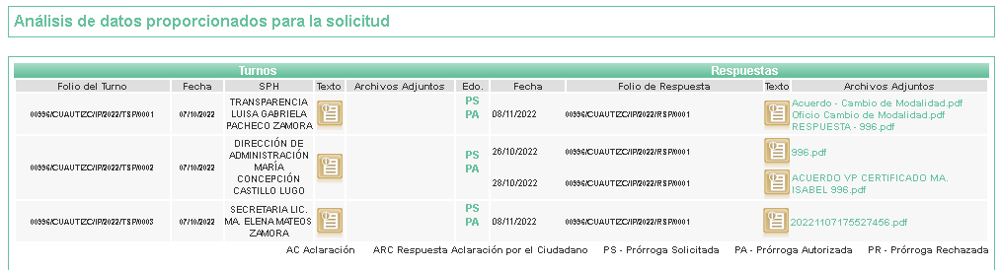 Análisis de datos proporcionados para la solicitud
Turnos Respuestas
Folio del Turno Fecha SPH Texto Archivos Adjuntos Edo. Fecha Folio de Respuesta Texto Archivos Adjuntos
00996/CUAUTIZC/IP/2022/TSP/0001 07/10/2022
TRANSPARENCIA
LUISA GABRIELA
PACHECO ZAMORA
PS
PA
08/11/2022 00996/CUAUTIZC/IP/2022/RSP/0001
Acuerdo - Cambio de Modalidad.pdf
Oficio Cambio de Modalidad.pdf
RESPUESTA - 996.pdf
00996/CUAUTIZC/IP/2022/TSP/0002 07/10/2022
DIRECCIÓN DE
ADMINISTRACIÓN
MARÍA
CONCEPCIÓN
CASTILLO LUGO
PS
PA
26/10/2022 00996/CUAUTIZC/IP/2022/RSP/0001 996.pdf
28/10/2022 00996/CUAUTIZC/IP/2022/RSP/0001
ACUERDO VP CERTIFICADO MA.
ISABEL 996.pdf
00996/CUAUTIZC/IP/2022/TSP/0003 07/10/2022
SECRETARIA LIC.
MA. ELENA MATEOS
ZAMORA
PS
PA
08/11/2022 00996/CUAUTIZC/IP/2022/RSP/0001 20221107175527456.pdf
AC Aclaración ARC Respuesta Aclaración por el Ciudadano PS - Prórroga Solicitada PA - Prórroga Autorizada PR - Prórroga Rechazada